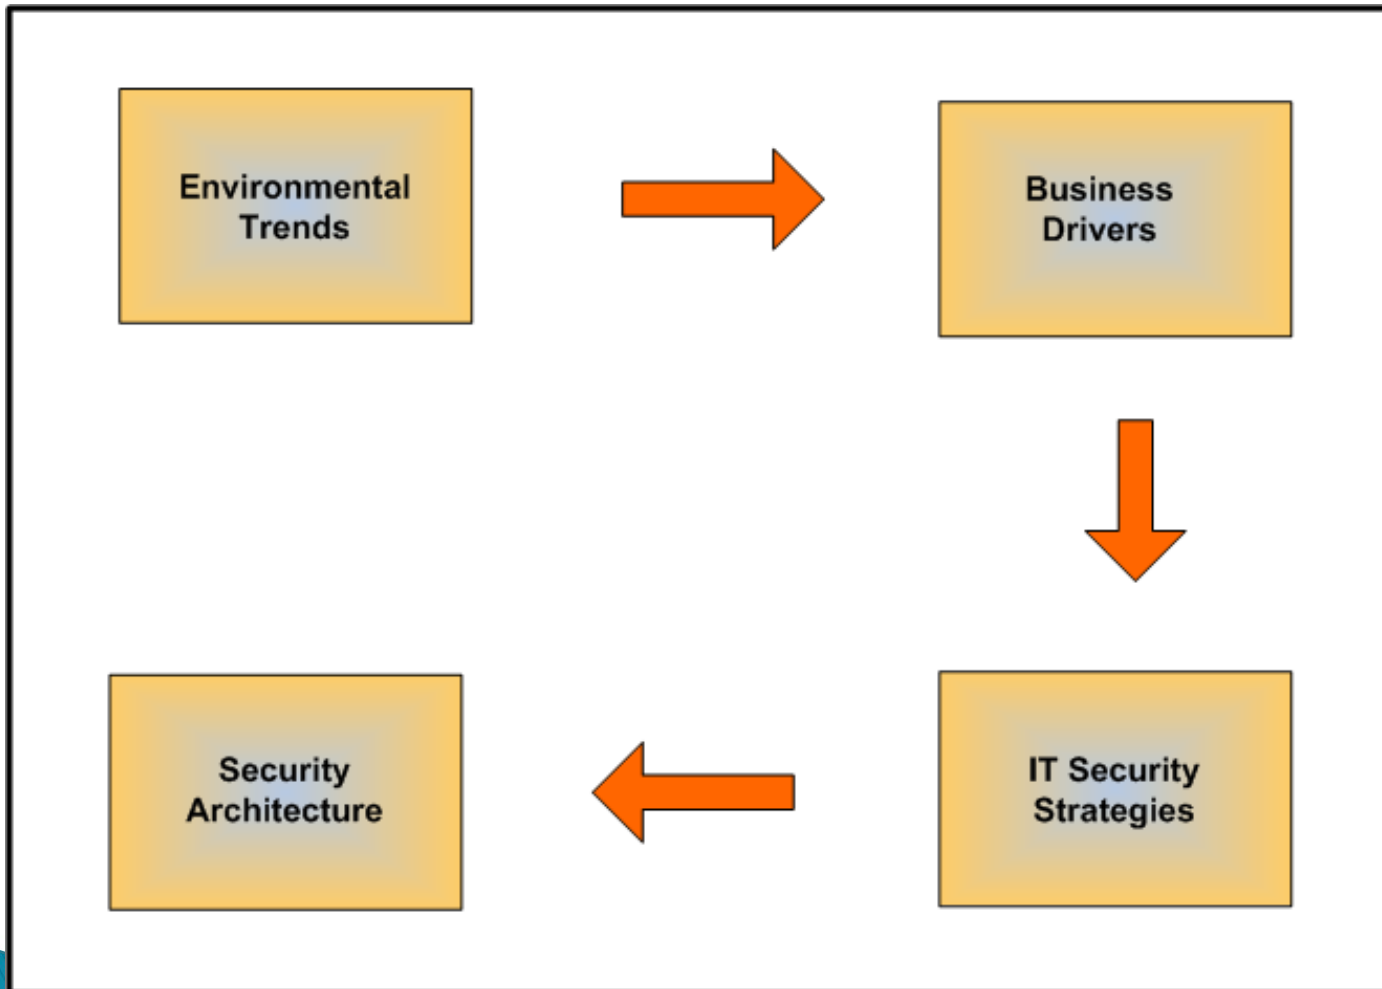 Environmental
Trends
Business
Drivers
IT Security
Strategies
Security
Architecture